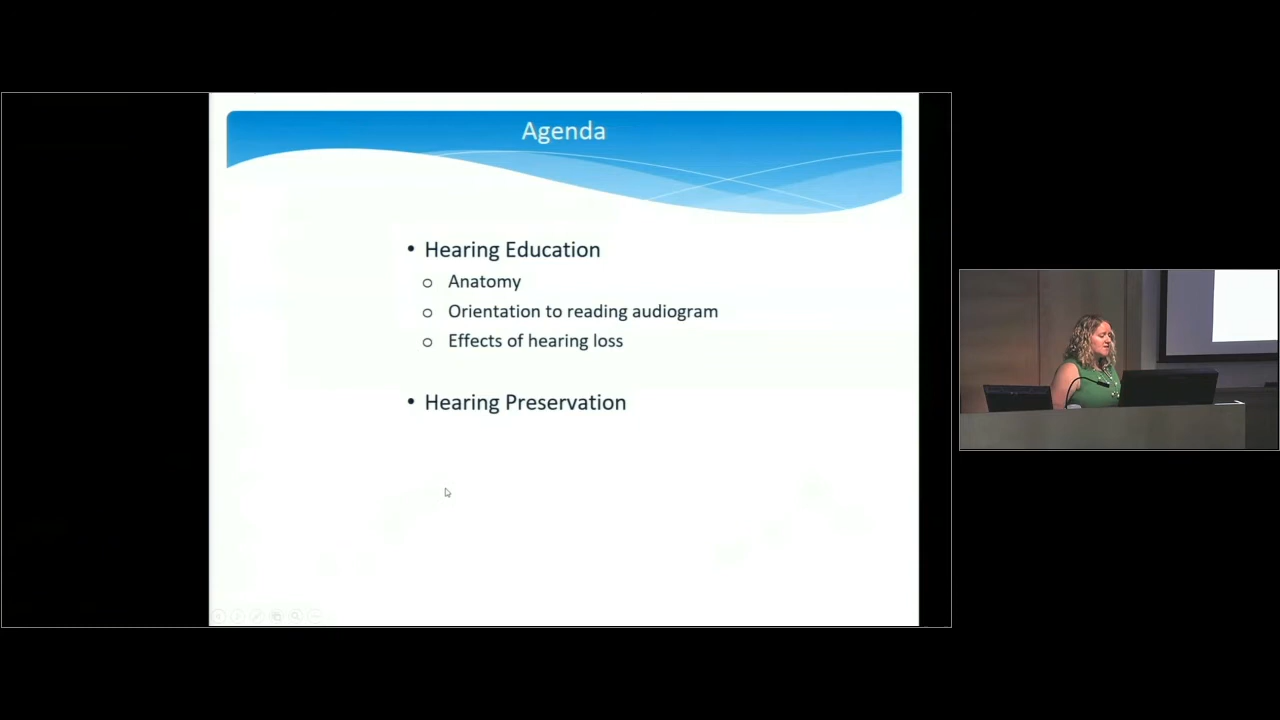 Agenda
• Hearing Education
o Anatomy
o Orientation to reading audiogram
o Effects of hearing loss
• Hearing Preservation